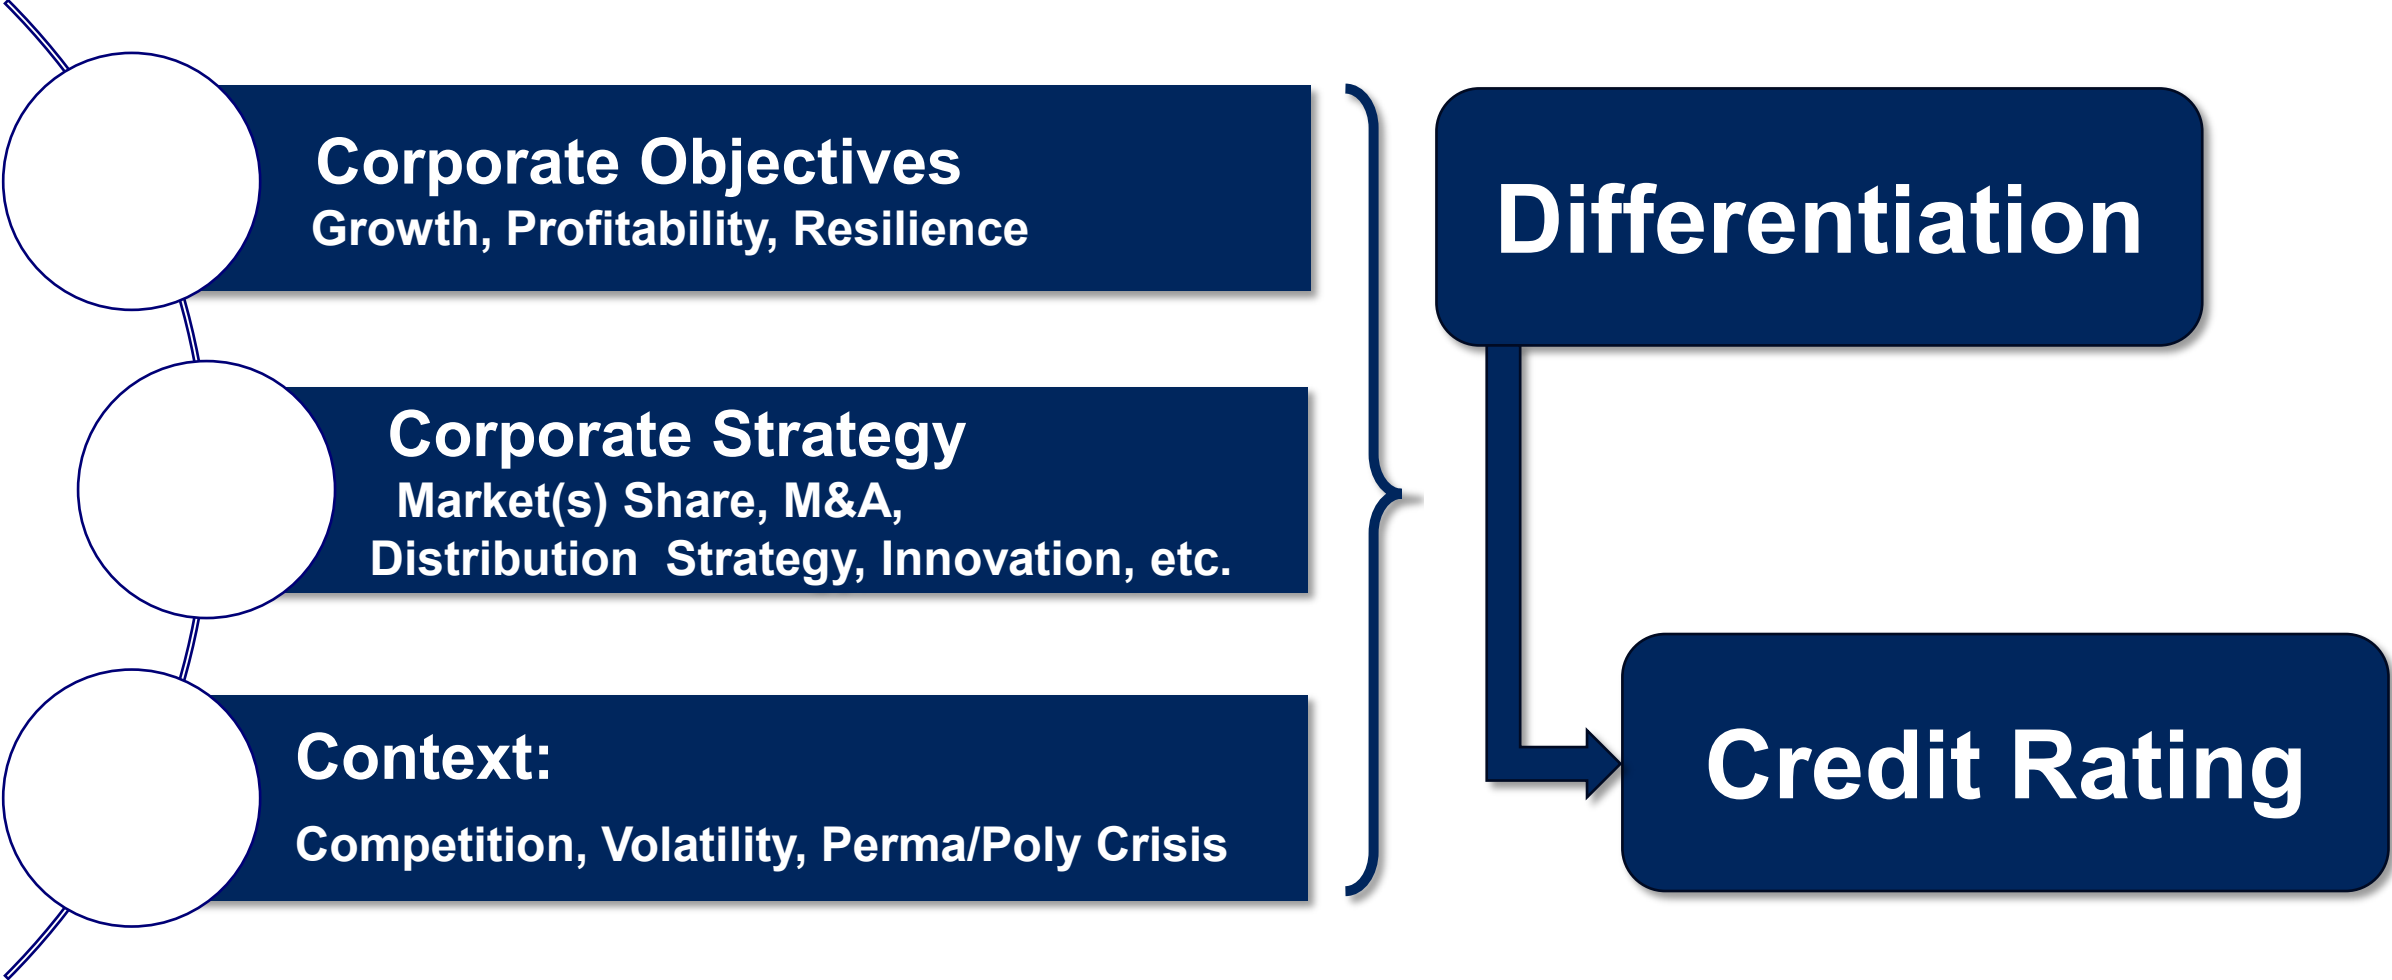 Corporate Objectives
Growth, Profitability, Resilience
Corporate Strategy
Market(s) Share, M&A,
Distribution  Strategy, Innovation, etc.
Context:
Competition, Volatility, Perma/Poly Crisis
Differentiation
Credit Rating